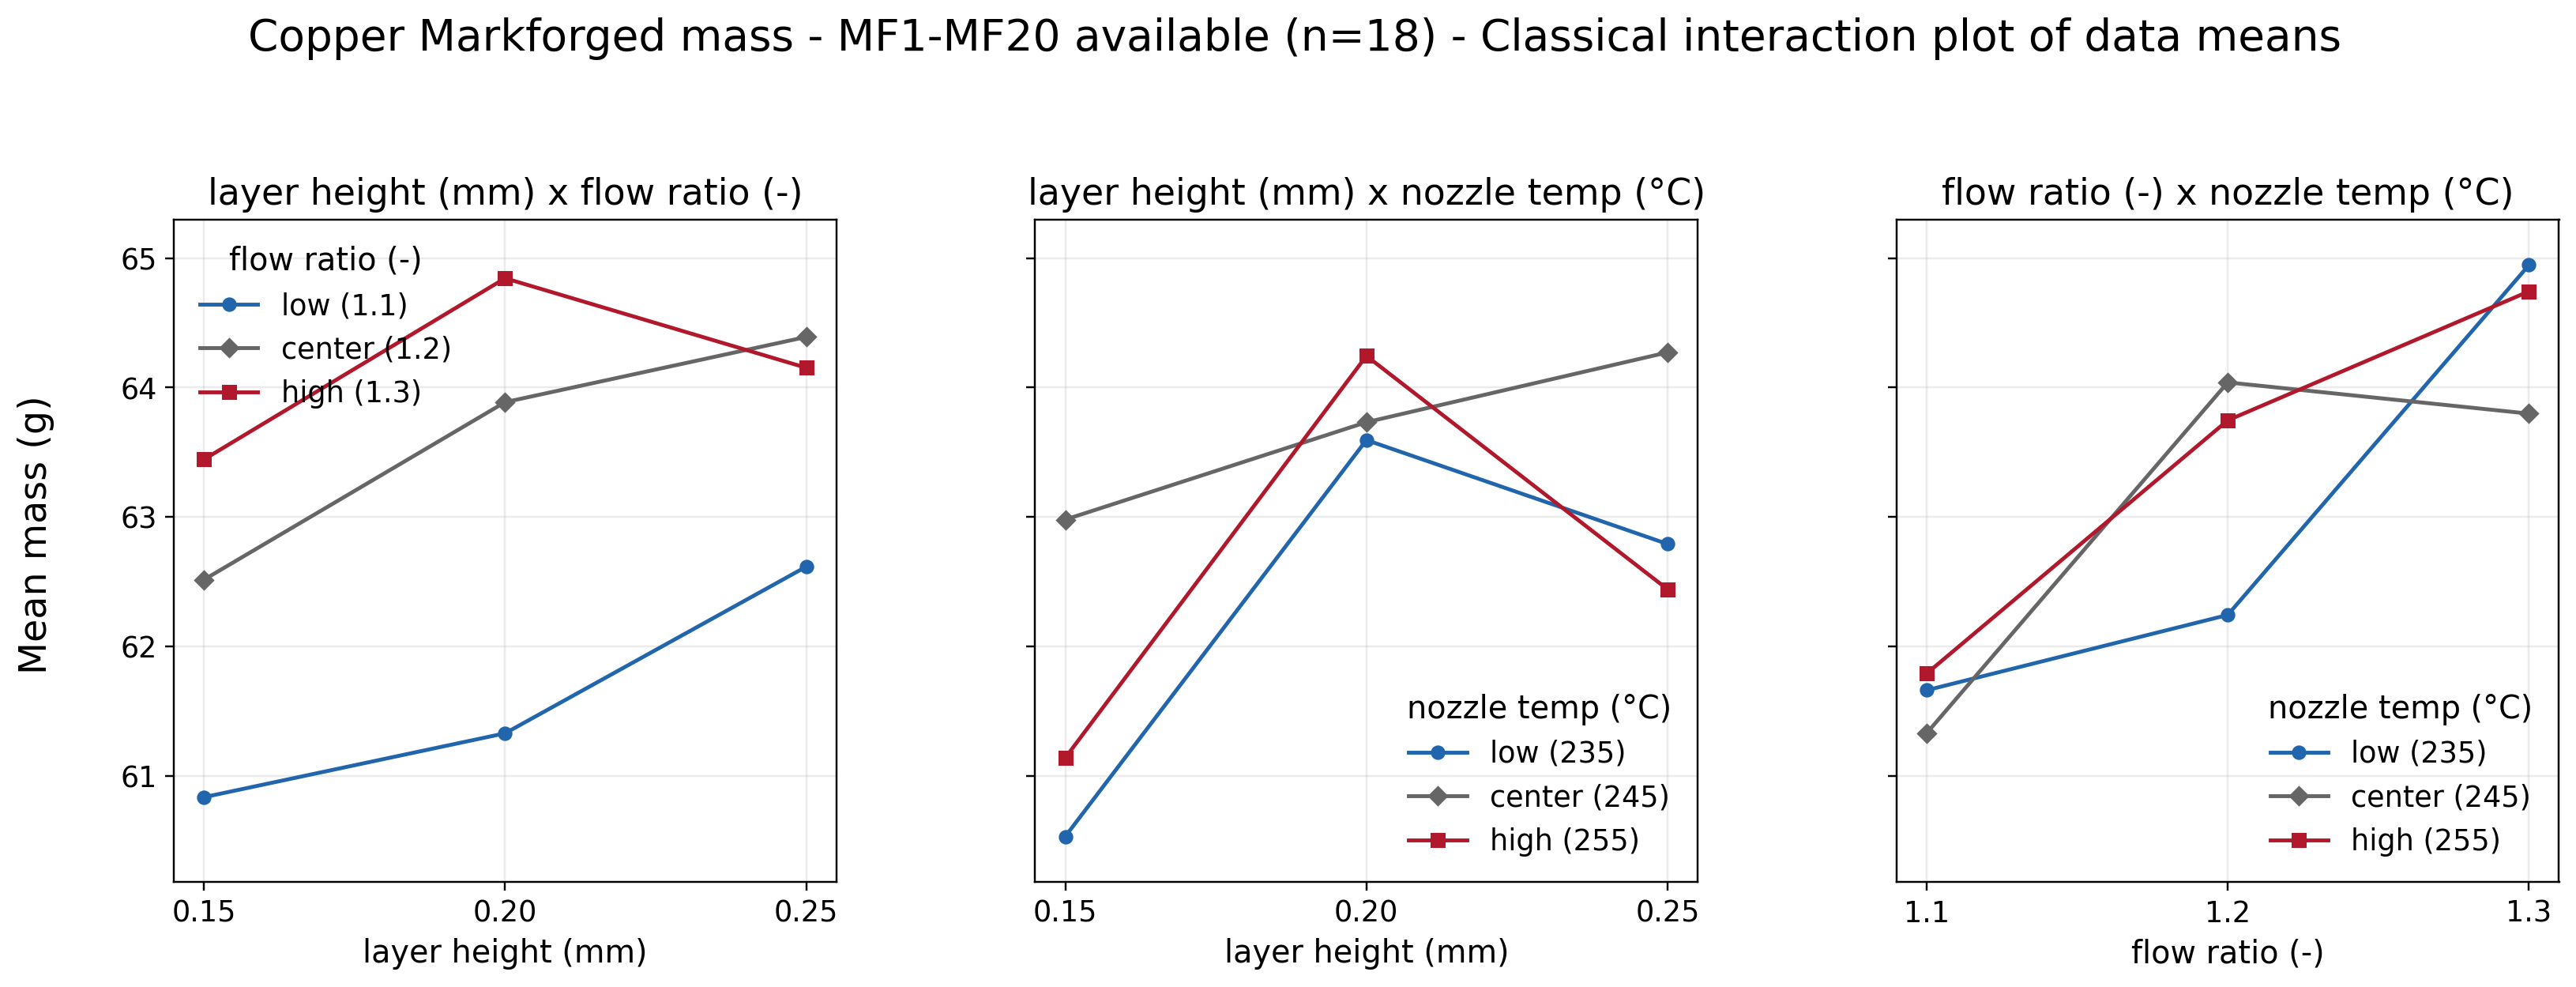 Copper Markforged mass - MF1-MF20 available (n=18) - Classical interaction plot of data means
layer height (mm) x flow ratio (-)
layer height (mm) x nozzle temp (°C)
flow ratio (-) x nozzle temp (°C)
Mean mass (g)
65
64
63
62
61
flow ratio (-)
low (1.1)
center (1.2)
high (1.3)
0.15
0.20
0.25
layer height (mm)
nozzle temp (°C)
low (235)
center (245)
high (255)
0.15
0.20
0.25
layer height (mm)
nozzle temp (°C)
low (235)
center (245)
high (255)
1.1
1.2
1.3
flow ratio (-)